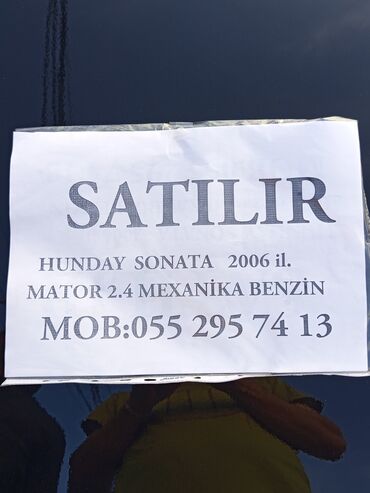 SATILIR
HUNDAY SONATA 2006 il.
MATOR 2.4 MEXANİKA BENZİN
MOB:055 295 74 13